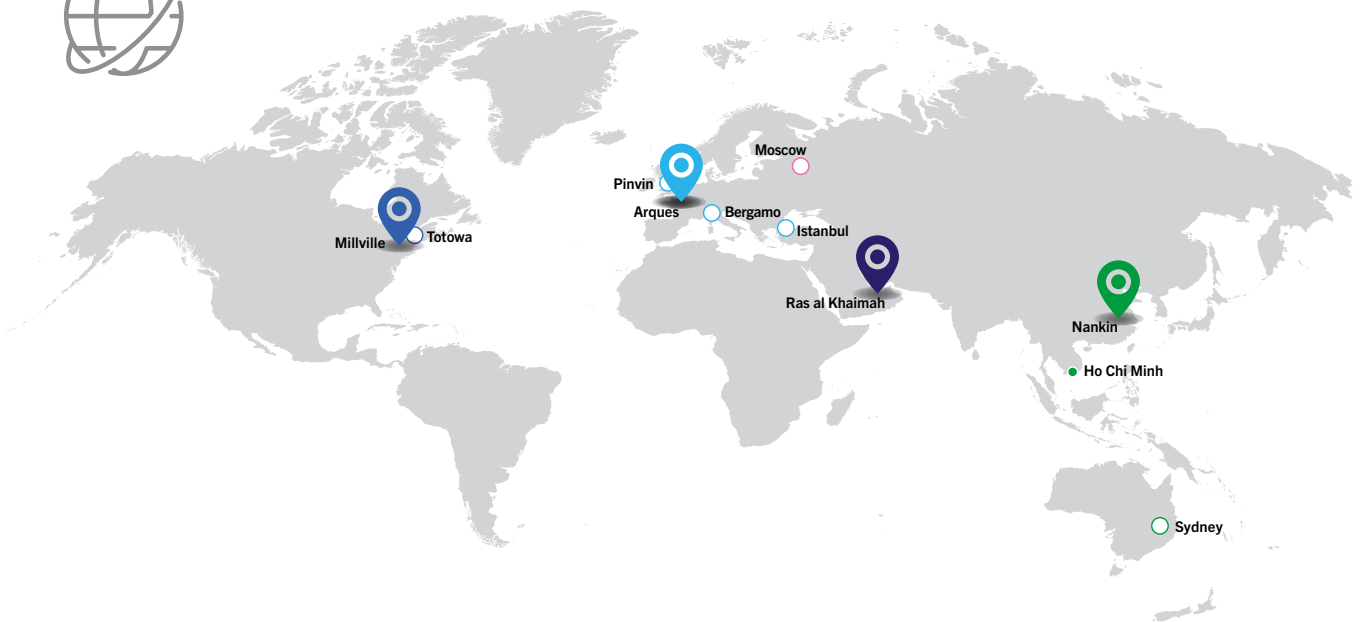 Moscow
Pinvin
Arques
Bergamo
Istanbul
Millville
Totowa
Ras al Khaimah
Nankin
Ho Chi Minh
Sydney